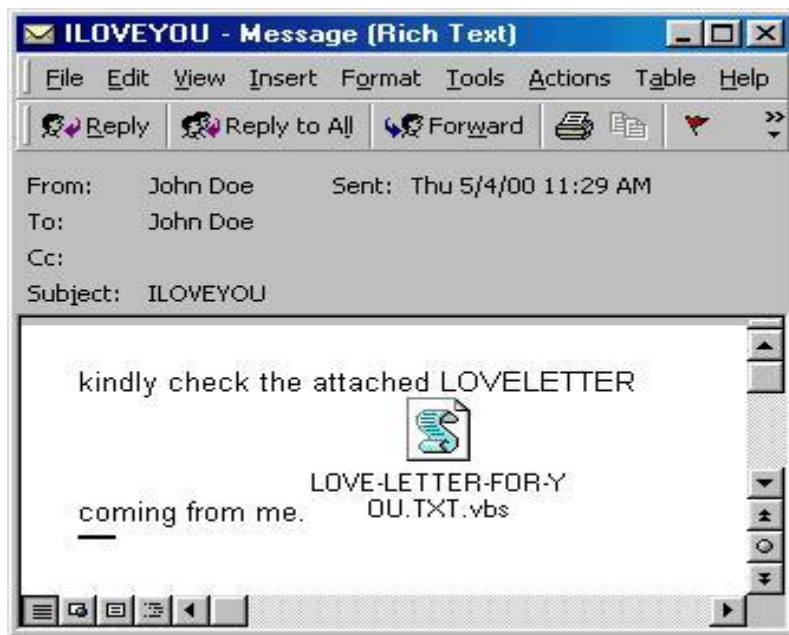 ILOVEYOU - Message (Rich Text)
File Edit View Insert Format Tools Actions Table Help
Reply Reply to All Forward
From: John Doe Sent: Thu 5/4/00 11:29 AM
To: John Doe
Cc:
Subject: ILOVEYOU
kindly check the attached LOVELETTER
LOVE-LETTER-FOR-Y
OU.TXT.vbs
coming from me.